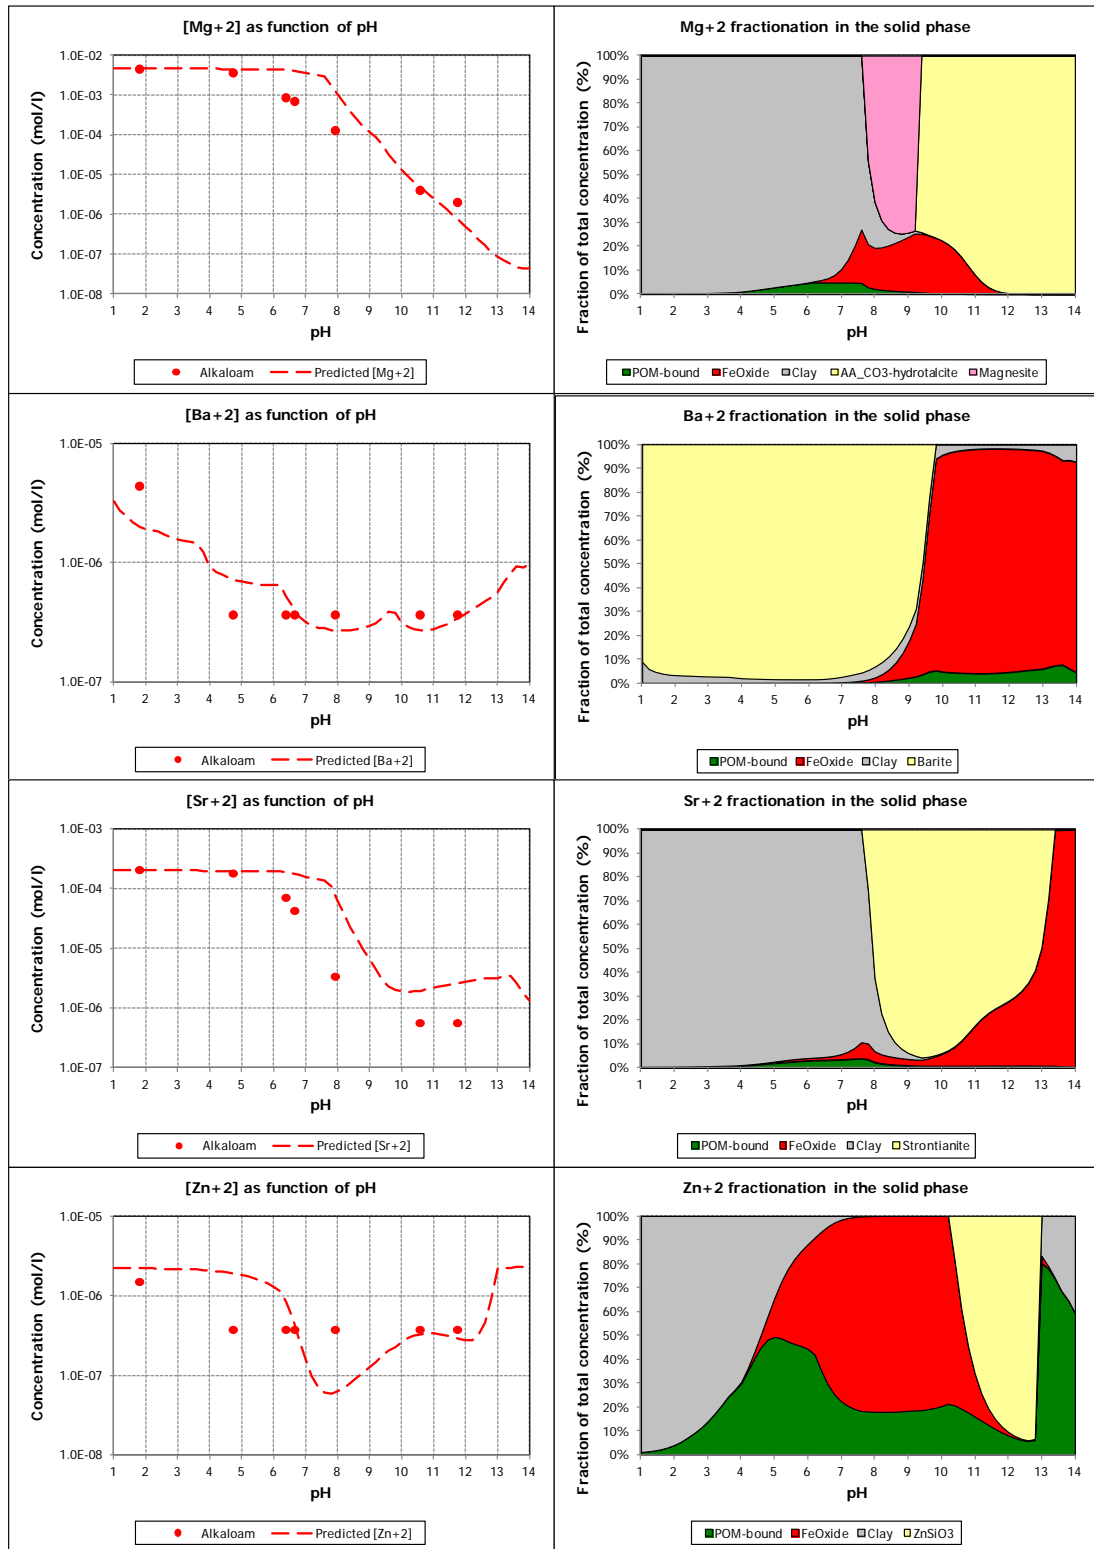 [Mg+2] as function of pH
Concentration (mol/l)
1.0E-02
1.0E-03
1.0E-04
1.0E-05
1.0E-06
1.0E-07
1.0E-08
1 2 3 4 5 6 7 8 9 10 11 12 13 14
pH
Alkaloam Predicted [Mg+2]
Mg+2 fractionation in the solid phase
Fraction of total concentration (%)
100%
90%
80%
70%
60%
50%
40%
30%
20%
10%
0%
1 2 3 4 5 6 7 8 9 10 11 12 13 14
pH
POM-bound FeOxide Clay AA_CO3-hydrotalcite Magnesite
[Ba+2] as function of pH
Concentration (mol/l)
1.0E-05
1.0E-06
1.0E-07
1 2 3 4 5 6 7 8 9 10 11 12 13 14
pH
Alkaloam Predicted [Ba+2]
Ba+2 fractionation in the solid phase
Fraction of total concentration (%)
100%
90%
80%
70%
60%
50%
40%
30%
20%
10%
0%
1 2 3 4 5 6 7 8 9 10 11 12 13 14
pH
POM-bound FeOxide Clay Barite
[Sr+2] as function of pH
Concentration (mol/l)
1.0E-03
1.0E-04
1.0E-05
1.0E-06
1.0E-07
1 2 3 4 5 6 7 8 9 10 11 12 13 14
pH
Alkaloam Predicted [Sr+2]
Sr+2 fractionation in the solid phase
Fraction of total concentration (%)
100%
90%
80%
70%
60%
50%
40%
30%
20%
10%
0%
1 2 3 4 5 6 7 8 9 10 11 12 13 14
pH
POM-bound FeOxide Clay Strontianite
[Zn+2] as function of pH
Concentration (mol/l)
1.0E-05
1.0E-06
1.0E-07
1.0E-08
1 2 3 4 5 6 7 8 9 10 11 12 13 14
pH
Alkaloam Predicted [Zn+2]
Zn+2 fractionation in the solid phase
Fraction of total concentration (%)
100%
90%
80%
70%
60%
50%
40%
30%
20%
10%
0%
1 2 3 4 5 6 7 8 9 10 11 12 13 14
pH
POM-bound FeOxide Clay ZnSiO3